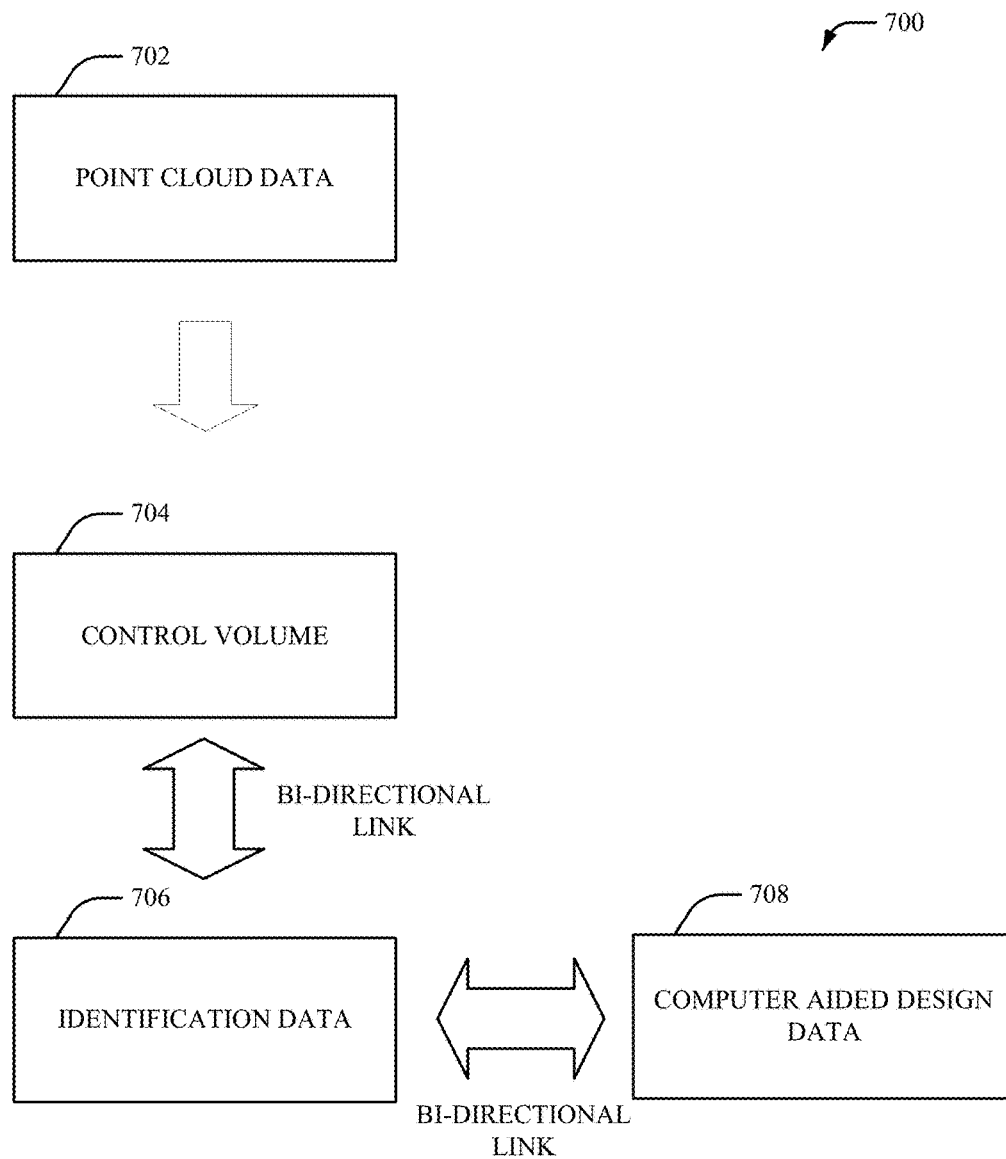 700
702
POINT CLOUD DATA
704
CONTROL VOLUME
BI-DIRECTIONAL
LINK
706
IDENTIFICATION DATA
708
COMPUTER AIDED DESIGN
DATA
BI-DIRECTIONAL
LINK